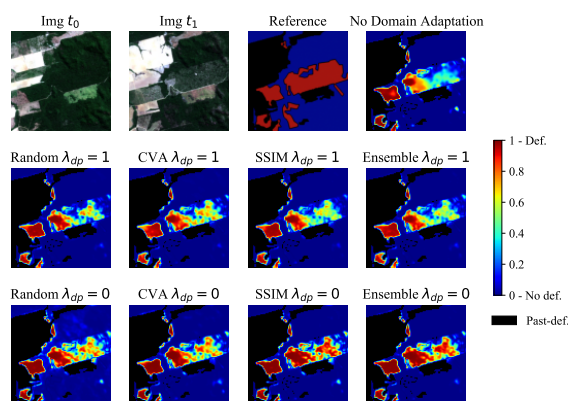 Img t₀ Img t₁ Reference No Domain Adaptation
Random λdp = 1 CVA λdp = 1 SSIM λdp = 1 Ensemble λdp = 1
1 - Def.
0.8
0.6
0.4
0.2
0 - No def.
Past-def.
Random λdp = 0 CVA λdp = 0 SSIM λdp = 0 Ensemble λdp = 0